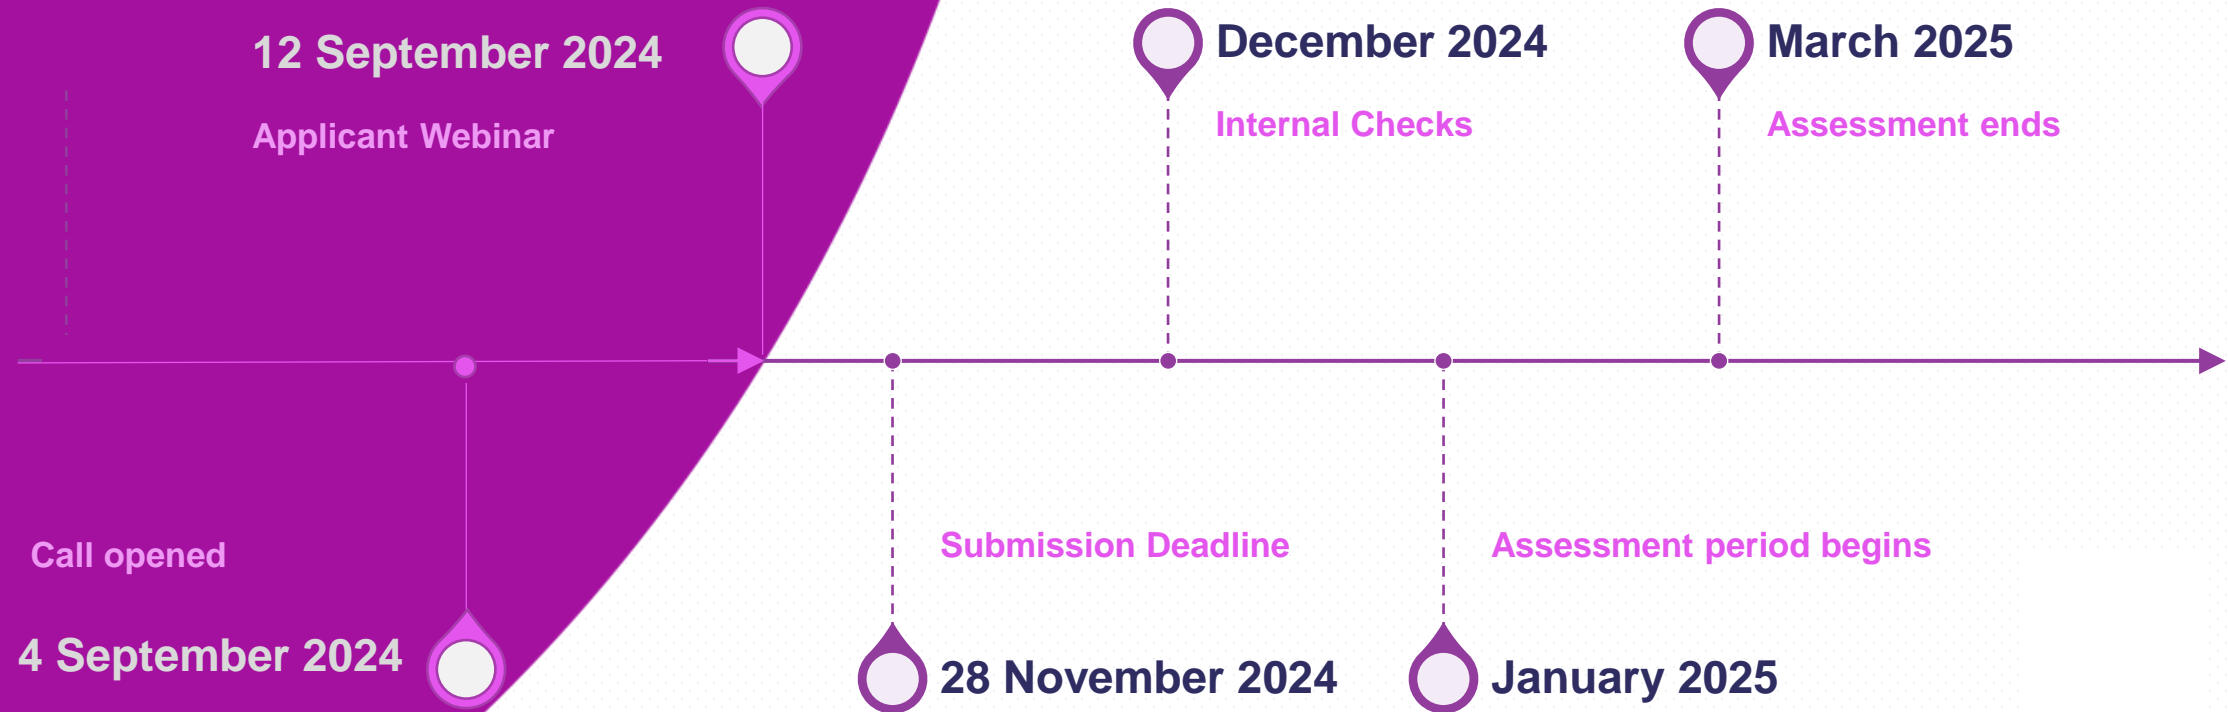 12 September 2024
Applicant Webinar
December 2024
Internal Checks
March 2025
Assessment ends
Call opened
4 September 2024
Submission Deadline
28 November 2024
Assessment period begins
January 2025